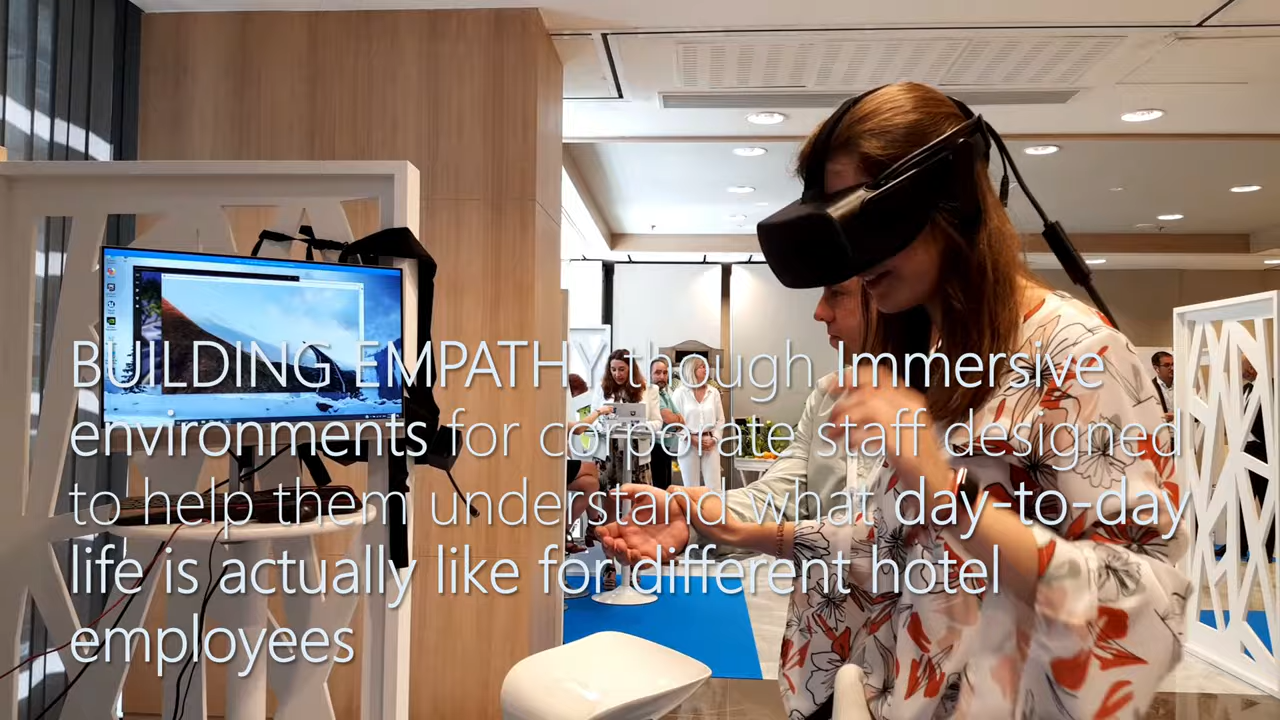 BUILDING EMPATHY though Immersive
environments for corporate staff designed
to help them understand what day-to-day
life is actually like for different hotel
employees